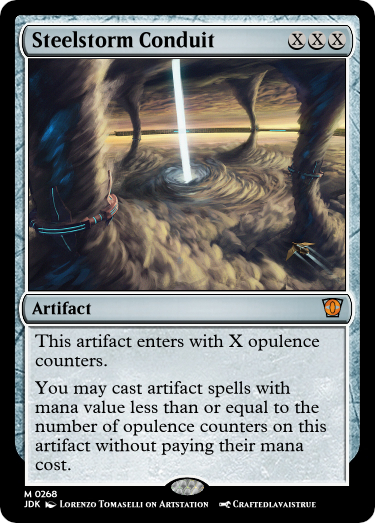 Steelstorm Conduit
X X X
Artifact
This artifact enters with X opulence
counters.
You may cast artifact spells with
mana value less than or equal to the
number of opulence counters on this
artifact without paying their mana
cost.
M 0268
JDK Lorenzo Tomaselli on Artstation Craftedlavaistrue